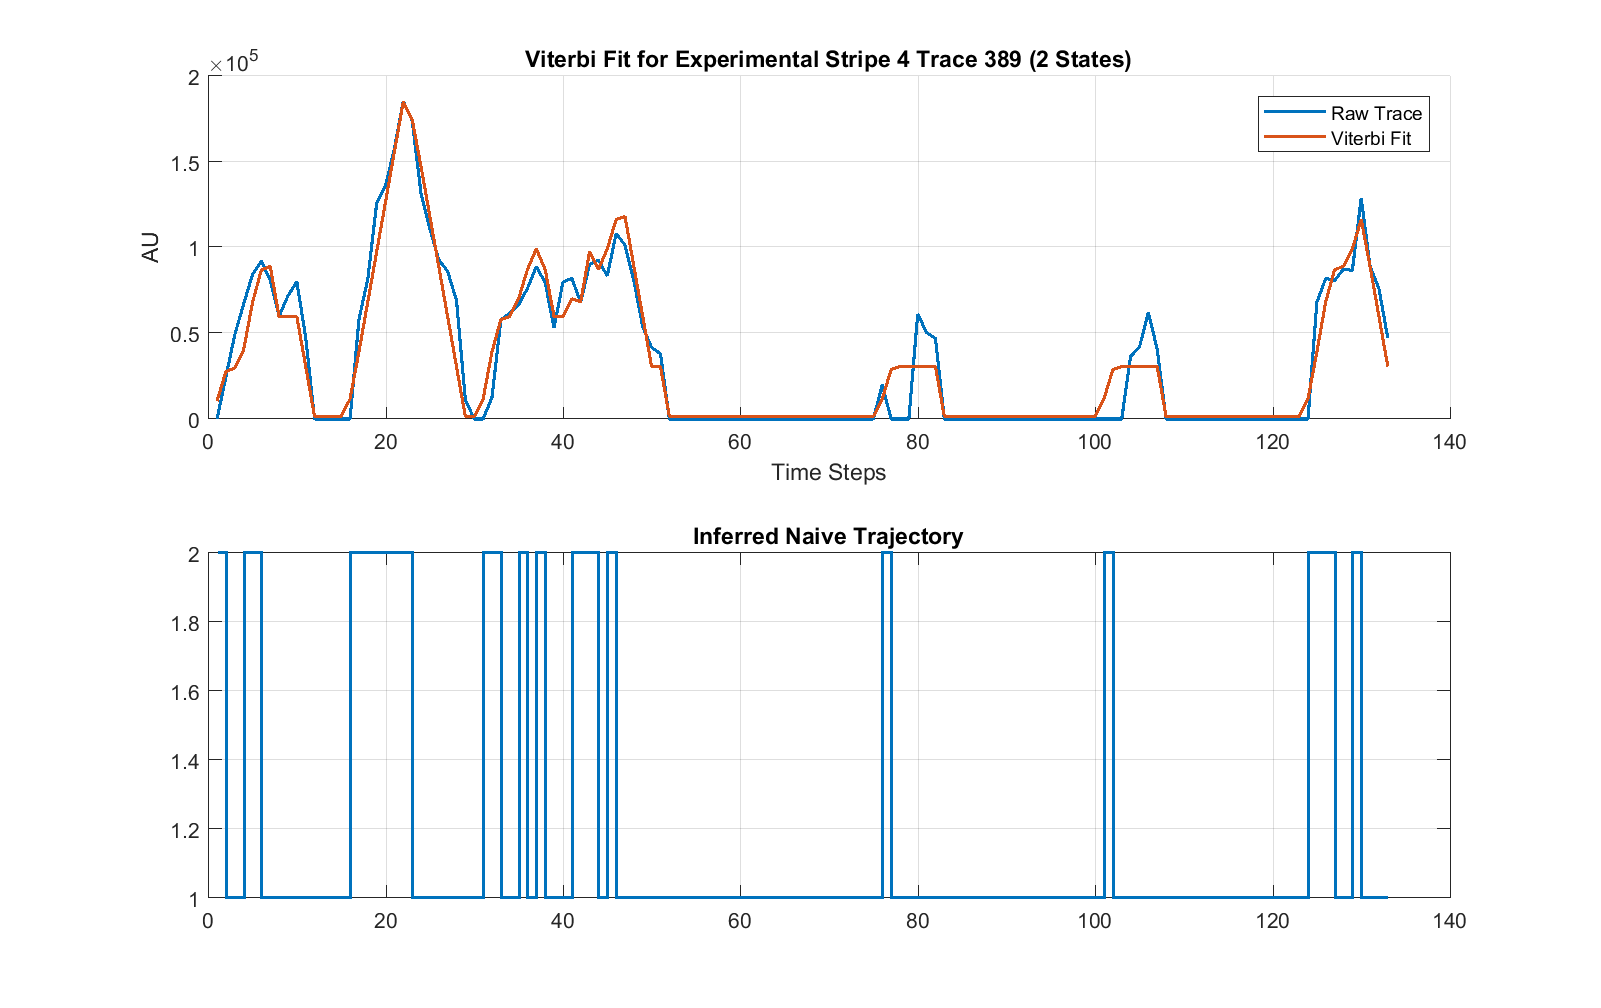 Viterbi Fit for Experimental Stripe 4 Trace 389 (2 States)
×10^5
2
1.5
1
0.5
0
AU
Raw Trace
Viterbi Fit
0 20 40 60 80 100 120 140
Time Steps
Inferred Naive Trajectory
2
1.8
1.6
1.4
1.2
1
0 20 40 60 80 100 120 140